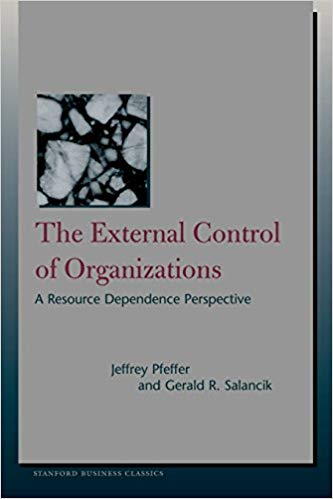 The External Control
of Organizations
A Resource Dependence Perspective
Jeffrey Pfeffer
and Gerald R. Salancik
STANFORD BUSINESS CLASSICS